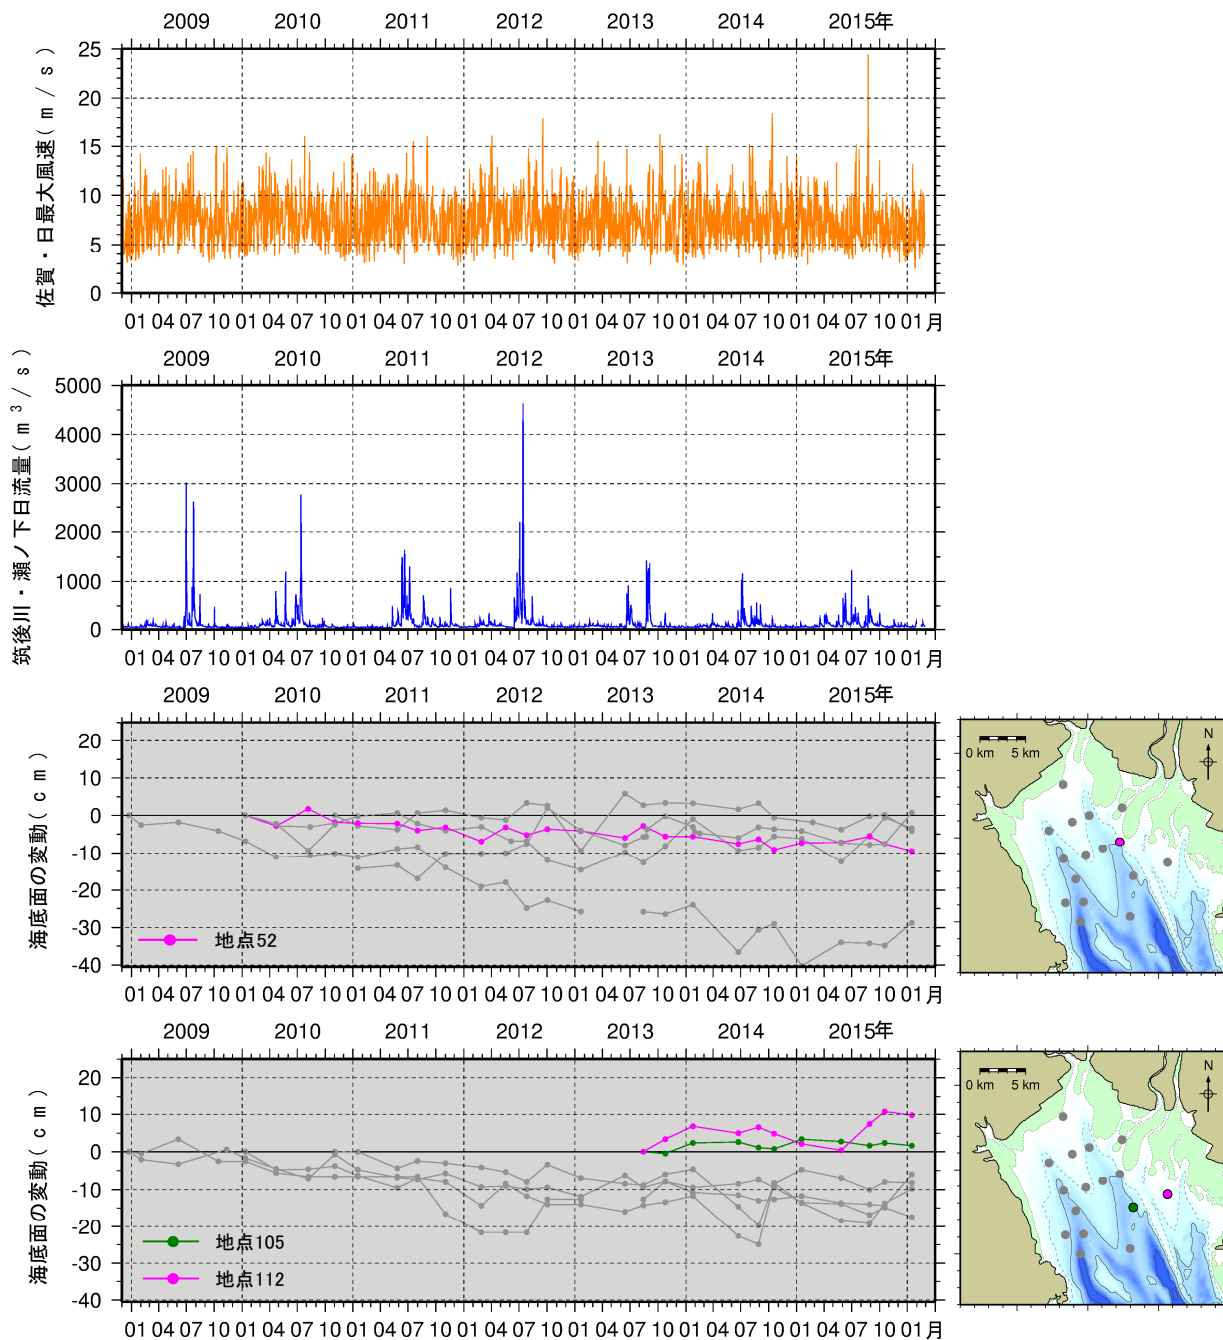 2009 2010 2011 2012 2013 2014 2015年
佐賀・日最大風速(m/s)
25
20
15
10
5
0
01 04 07 10 01 04 07 10 01 04 07 10 01 04 07 10 01 04 07 10 01 04 07 10 01 04 07 10 01 月
2009 2010 2011 2012 2013 2014 2015年
筑後川・瀬ノ下日流量(m³/s)
5000
4000
3000
2000
1000
0
01 04 07 10 01 04 07 10 01 04 07 10 01 04 07 10 01 04 07 10 01 04 07 10 01 04 07 10 01 月
2009 2010 2011 2012 2013 2014 2015年
海底面の変動(cm)
20
10
0
-10
-20
-30
-40
地点52
01 04 07 10 01 04 07 10 01 04 07 10 01 04 07 10 01 04 07 10 01 04 07 10 01 04 07 10 01 月
N
0 km 5 km
2009 2010 2011 2012 2013 2014 2015年
海底面の変動(cm)
20
10
0
-10
-20
-30
-40
地点105
地点112
01 04 07 10 01 04 07 10 01 04 07 10 01 04 07 10 01 04 07 10 01 04 07 10 01 04 07 10 01 月
N
0 km 5 km